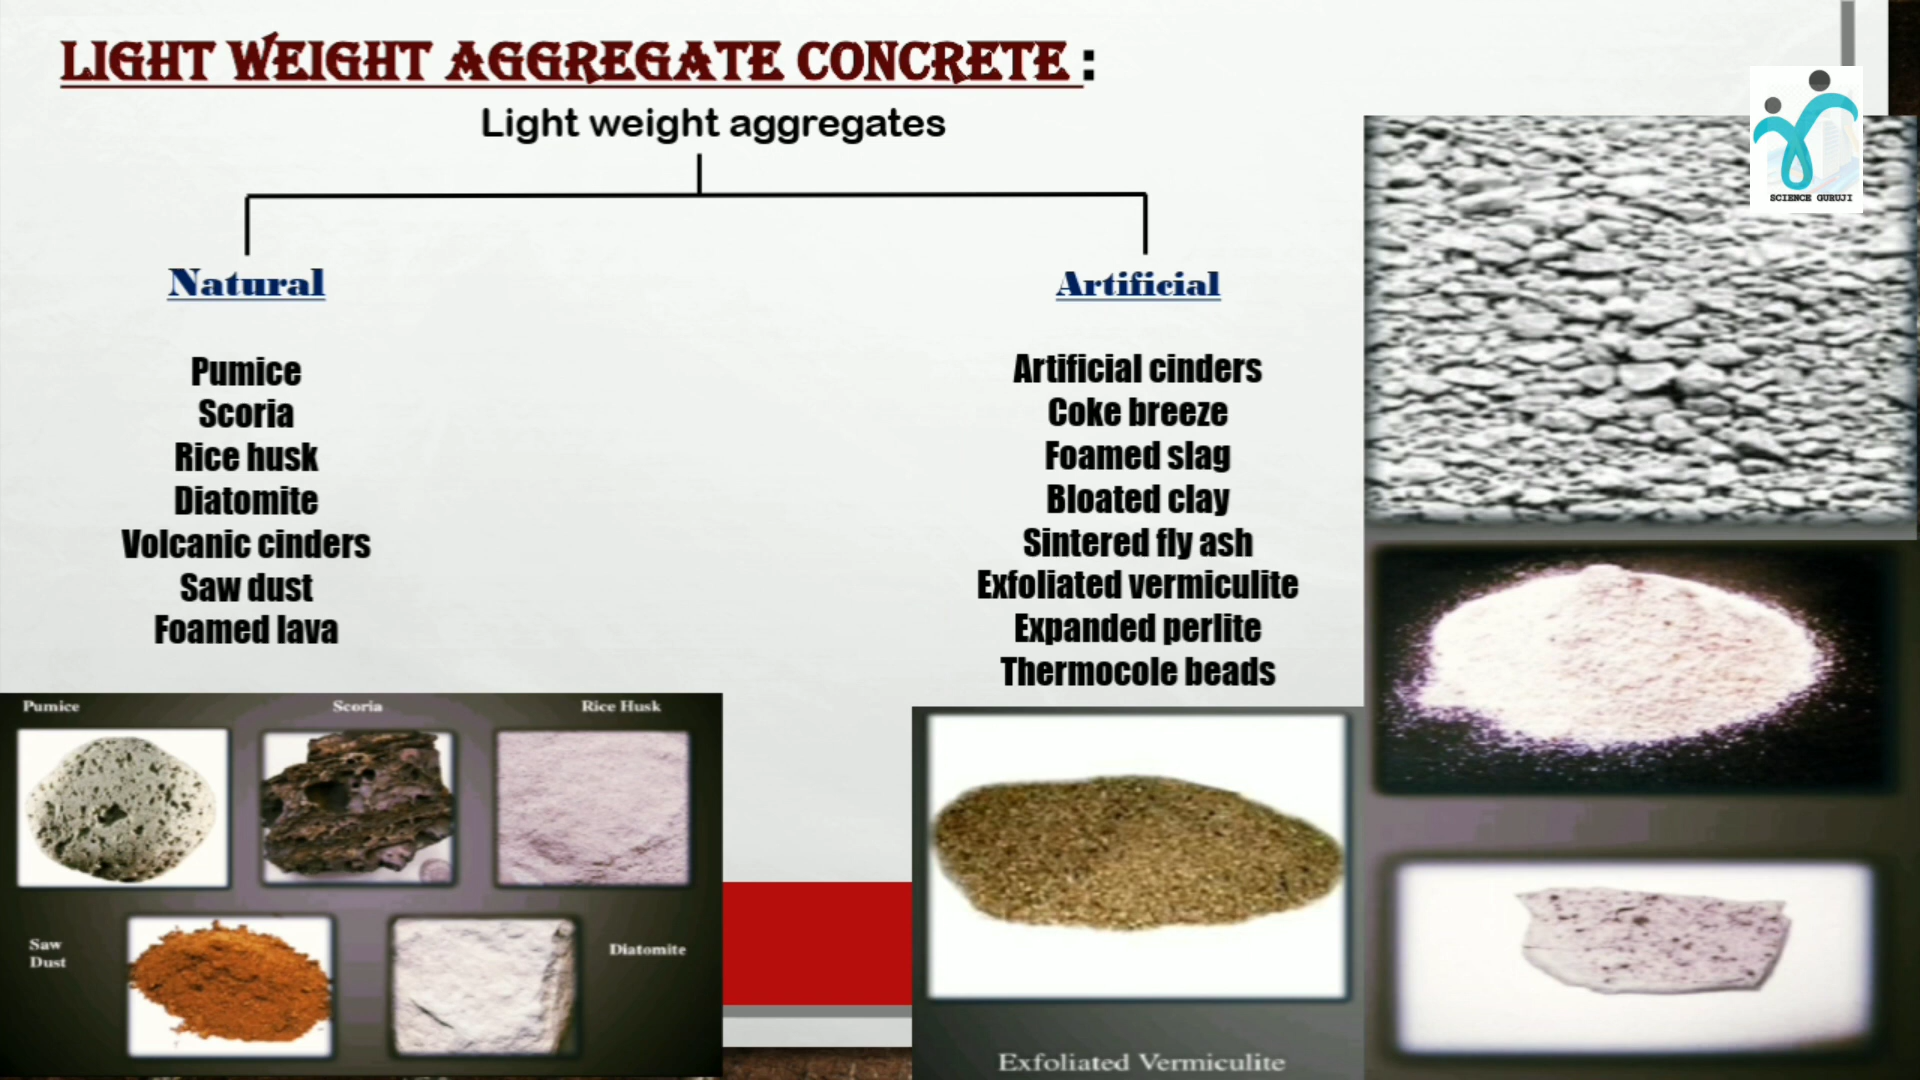 LIGHT WEIGHT AGGREGATE CONCRETE :
Light weight aggregates
Natural
Pumice
Scoria
Rice husk
Diatomite
Volcanic cinders
Saw dust
Foamed lava
Artificial
Artificial cinders
Coke breeze
Foamed slag
Bloated clay
Sintered fly ash
Exfoliated vermiculite
Expanded perlite
Thermocole beads
SCIENCE GURUJI
Pumice
Scoria
Rice Husk
Saw
Dust
Diatomite
Exfoliated Vermiculite